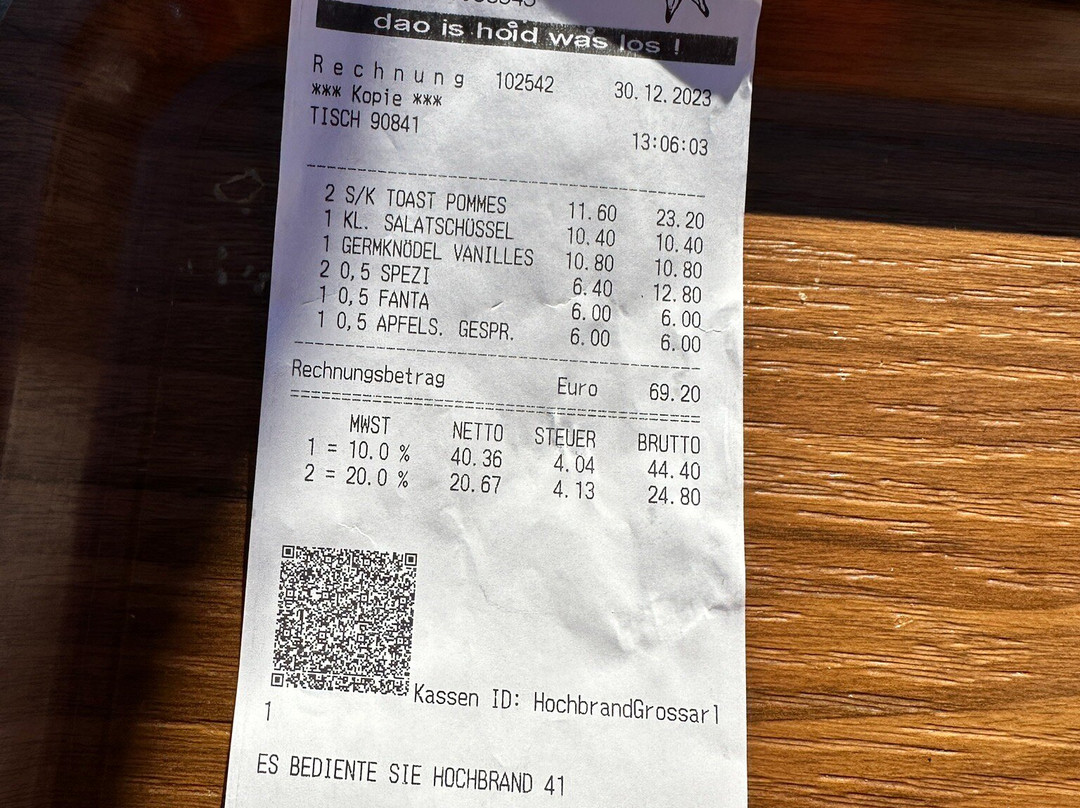 dao is hoid was los !
Rechnung 102542 30.12.2023
*** Kopie ***
TISCH 90841
13:06:03
2 S/K TOAST POMMES 11.60 23.20
1 KL. SALATSCHÜSSEL 10.40 10.40
1 GERMKNÖDEL VANILLES 10.80 10.80
2 0,5 SPEZI 6.40 12.80
1 0,5 FANTA 6.00 6.00
1 0,5 APFELS. GESPR. 6.00 6.00
Rechnungsbetrag Euro 69.20
MWST NETTO STEUER BRUTTO
1 = 10.0 % 40.36 4.04 44.40
2 = 20.0 % 20.67 4.13 24.80
Kassen ID: HochbrandGrossarl
1
ES BEDIENTE SIE HOCHBRAND 41